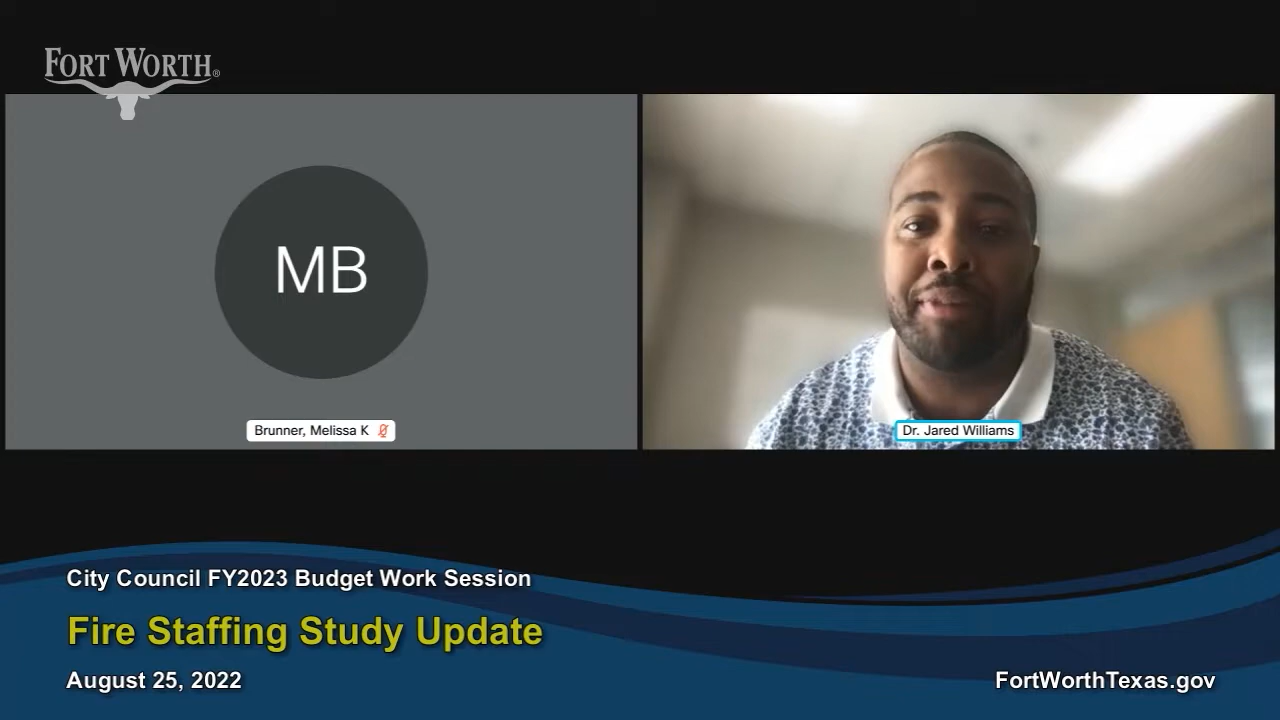 FORT WORTH®
MB
Brunner, Melissa K
Dr. Jared Williams
City Council FY2023 Budget Work Session
Fire Staffing Study Update
August 25, 2022
FortWorthTexas.gov